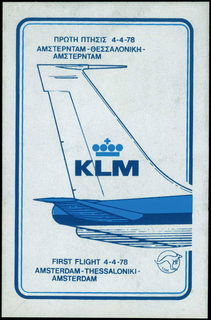 ΠΡΩΤΗ ΠΤΗΣΙΣ 4-4-78
ΑΜΣΤΕΡΝΤΑΜ-ΘΕΣΣΑΛΟΝΙΚΗ-
ΑΜΣΤΕΡΝΤΑΜ
KLM
FIRST FLIGHT 4-4-78
AMSTERDAM-THESSALONIKI-
AMSTERDAM